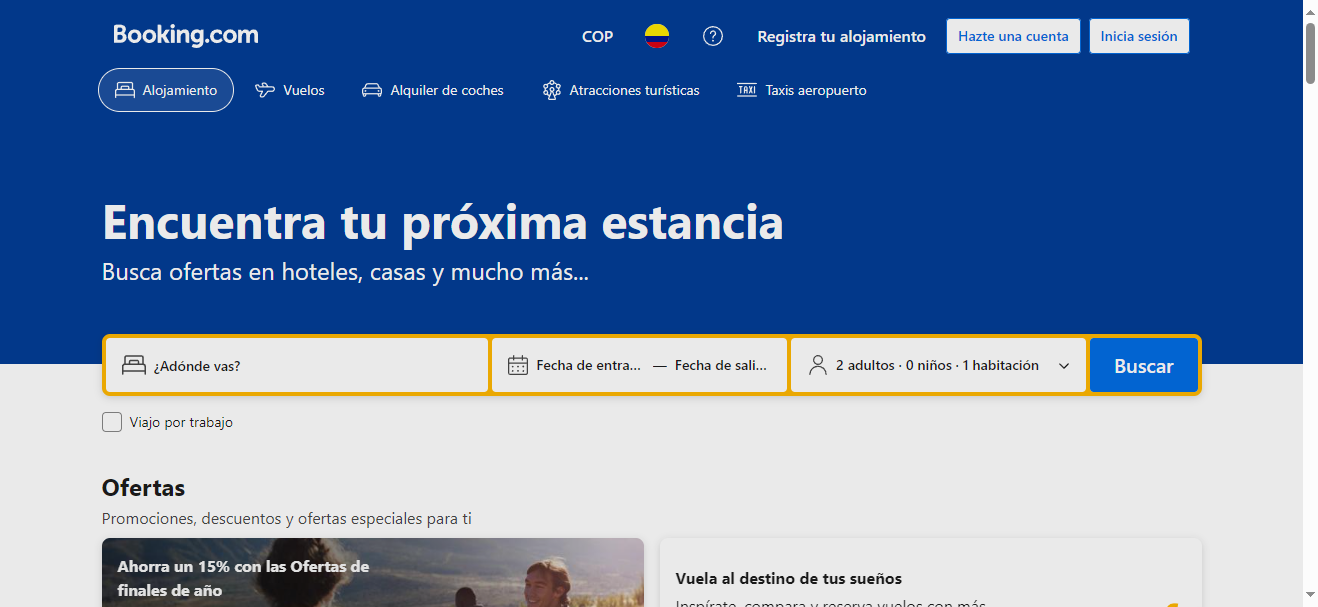 Booking.com
COP
Registra tu alojamiento
Hazte una cuenta
Inicia sesión
Alojamiento
Vuelos
Alquiler de coches
Atracciones turísticas
TAXI
Taxis aeropuerto
Encuentra tu próxima estancia
Busca ofertas en hoteles, casas y mucho más...
¿Adónde vas?
Fecha de entra... — Fecha de sali...
2 adultos · 0 niños · 1 habitación
Buscar
Viajo por trabajo
Ofertas
Promociones, descuentos y ofertas especiales para ti
Ahorra un 15% con las Ofertas de
finales de año
Vuela al destino de tus sueños
Inspírate, compara y reserva vuelos con más